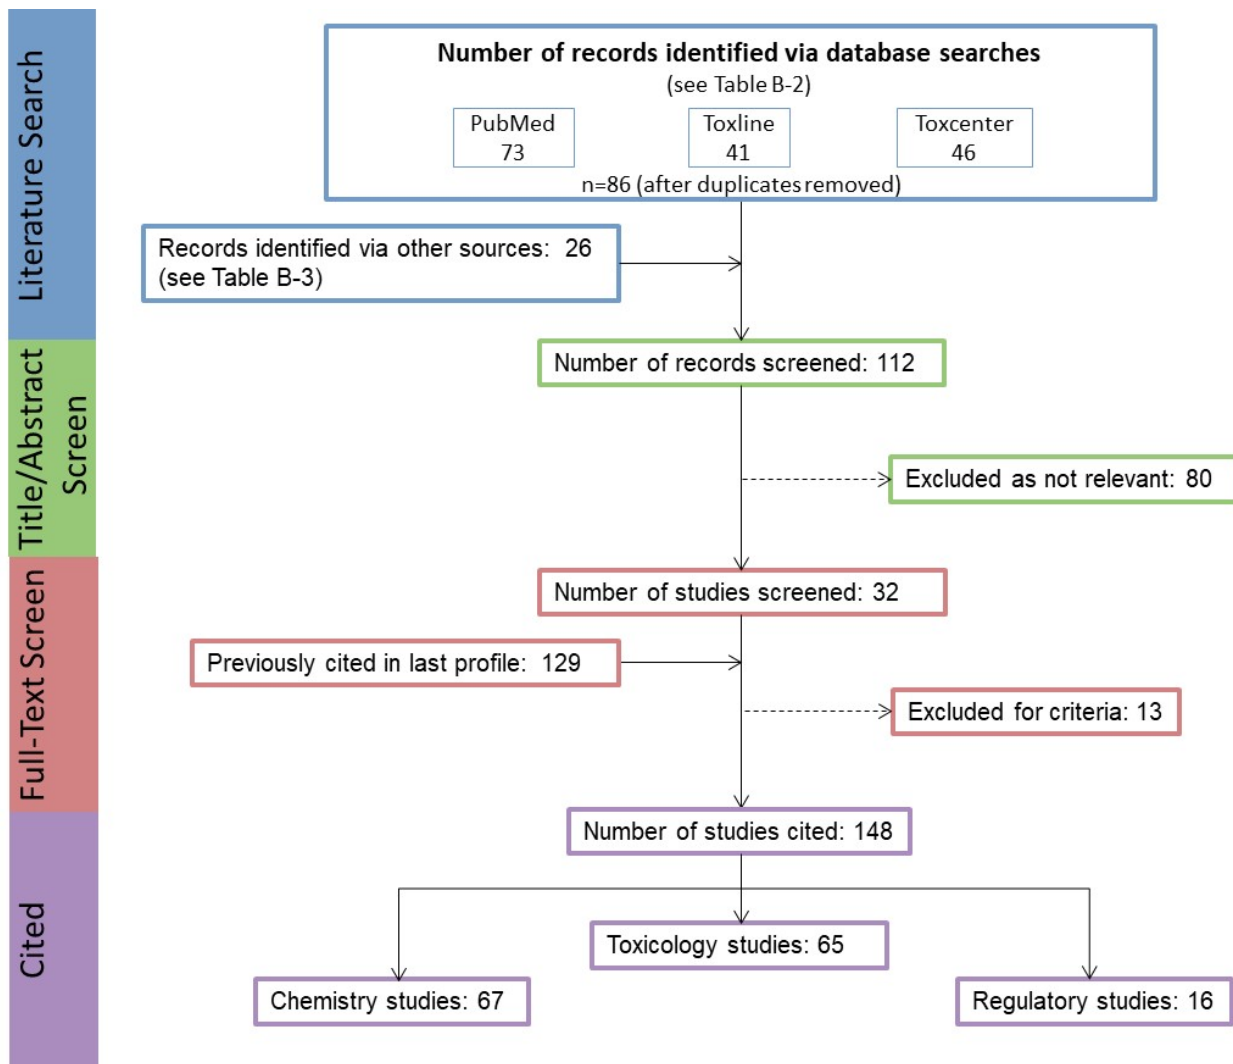 Literature Search
Number of records identified via database searches
(see Table B-2)
PubMed
73
Toxline
41
Toxcenter
46
n=86 (after duplicates removed)
Records identified via other sources: 26
(see Table B-3)
Title/Abstract
Screen
Number of records screened: 112
Excluded as not relevant: 80
Full-Text Screen
Number of studies screened: 32
Previously cited in last profile: 129
Excluded for criteria: 13
Cited
Number of studies cited: 148
Toxicology studies: 65
Chemistry studies: 67
Regulatory studies: 16